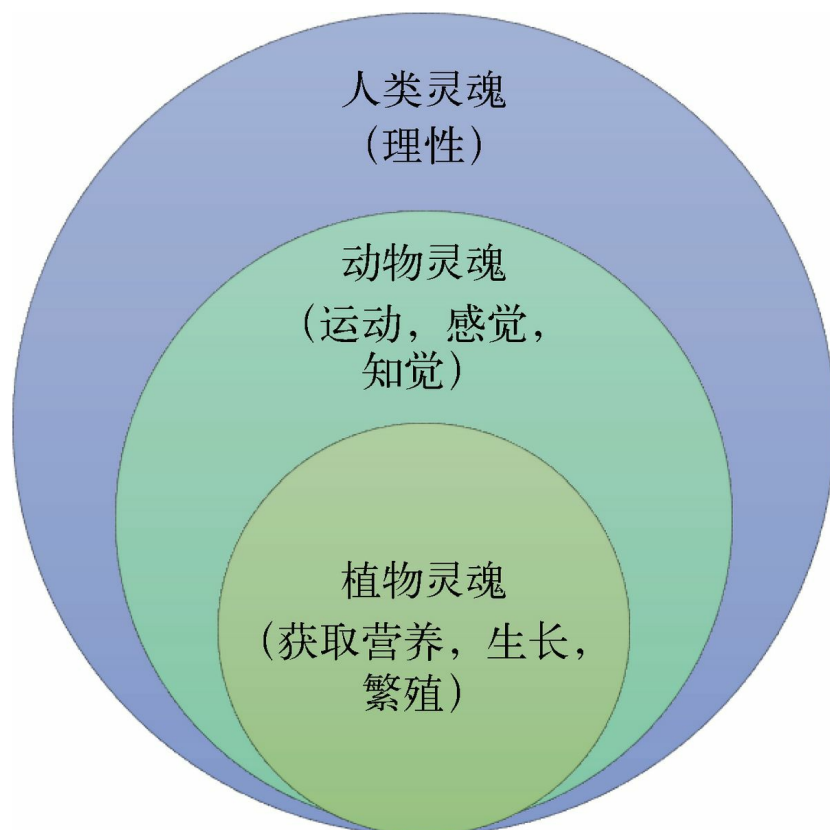 人类灵魂
（理性）
动物灵魂
（运动，感觉，
知觉）
植物灵魂
（获取营养，生长，
繁殖）